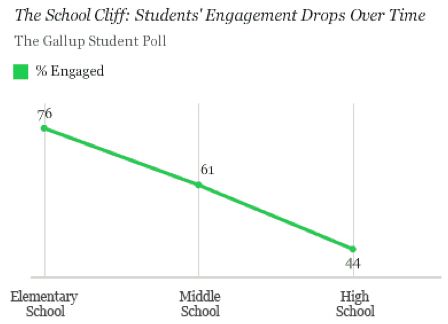 The School Cliff: Students' Engagement Drops Over Time
The Gallup Student Poll
% Engaged
76
61
44
Elementary School
Middle School
High School